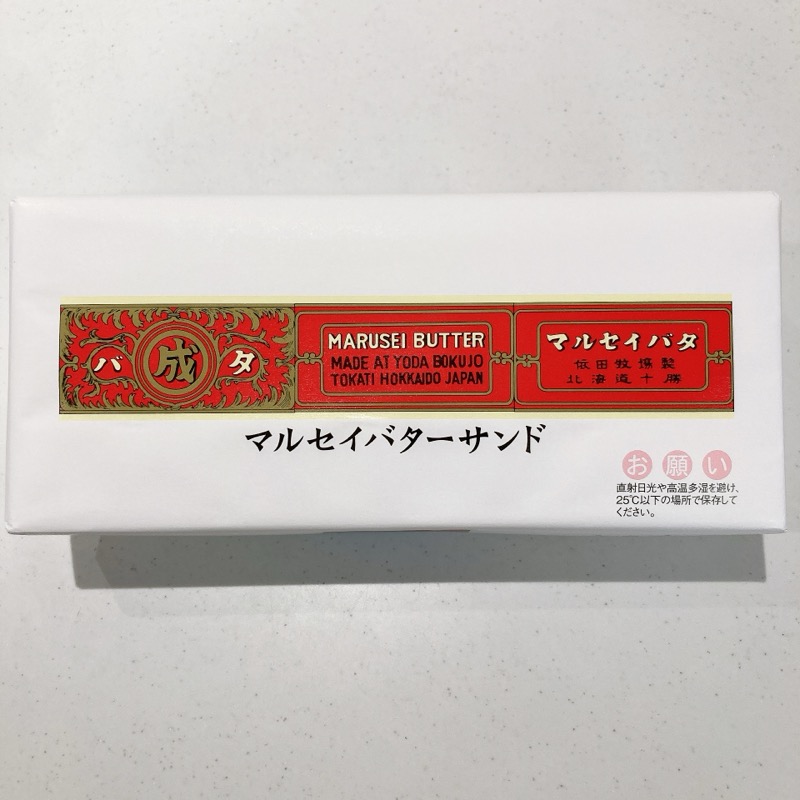 バ 成 タ
MARUSEI BUTTER
MADE AT YODA BOKUJO
TOKATI HOKKAIDO JAPAN
マルセイバタ
依田牧場製
北海道十勝
マルセイバターサンド
お願い
直射日光や高温多湿を避け、
25℃以下の場所で保存して
ください。